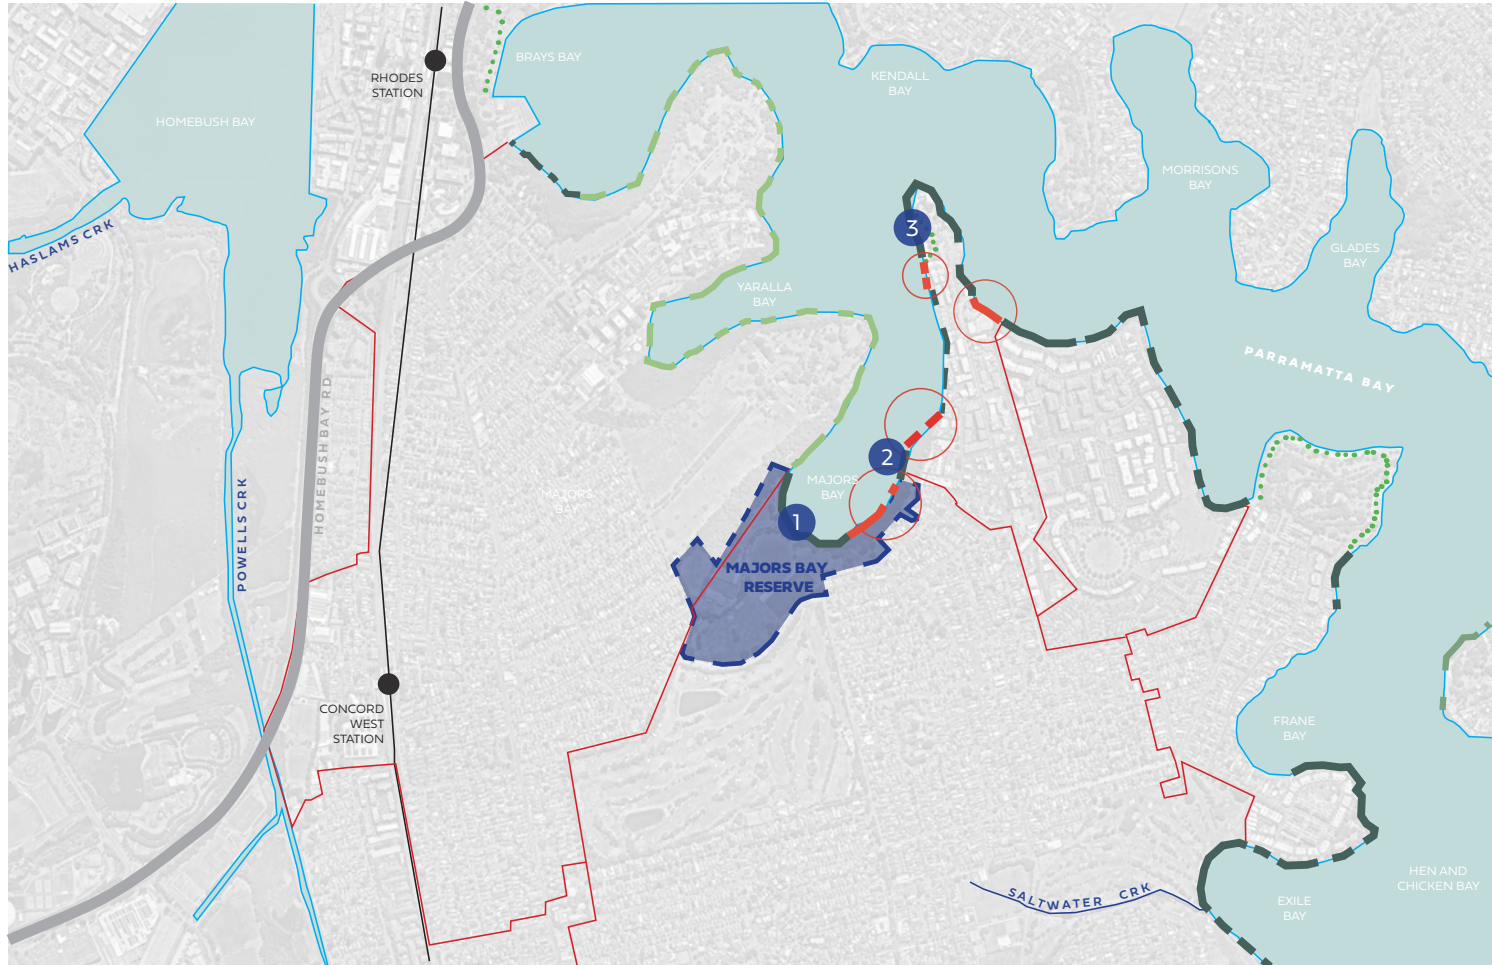 BRAYS BAY
RHODES
STATION
KENDALL
BAY
HOMEBUSH BAY
MORRISONS
BAY
HASLAMS CRK
3
GLADES
BAY
YARALLA
BAY
PARRAMATTA BAY
HOMEBUSH BAY RD
2
MAJORS
BAY
MAJORS
BAY
1
POWELLS CRK
MAJORS BAY
RESERVE
CONCORD
WEST
STATION
FRANE
BAY
HEN AND
CHICKEN BAY
SALTWATER CRK
EXILE
BAY